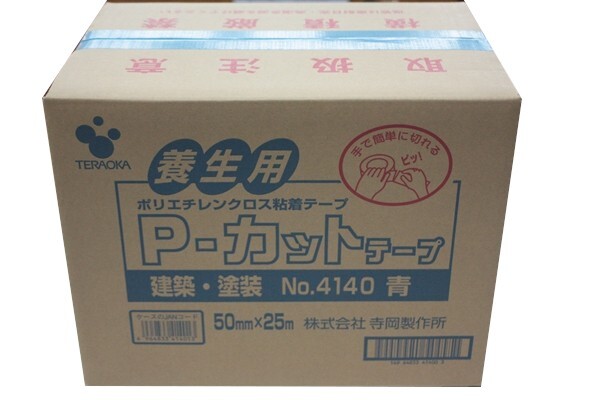 取扱注意
TERAOKA
養生用
手で簡単に切れる
ピッ!
ポリエチレンクロス粘着テープ
P-カットテープ
建築・塗装 No.4140 青
50mm×25m 株式会社 寺岡製作所